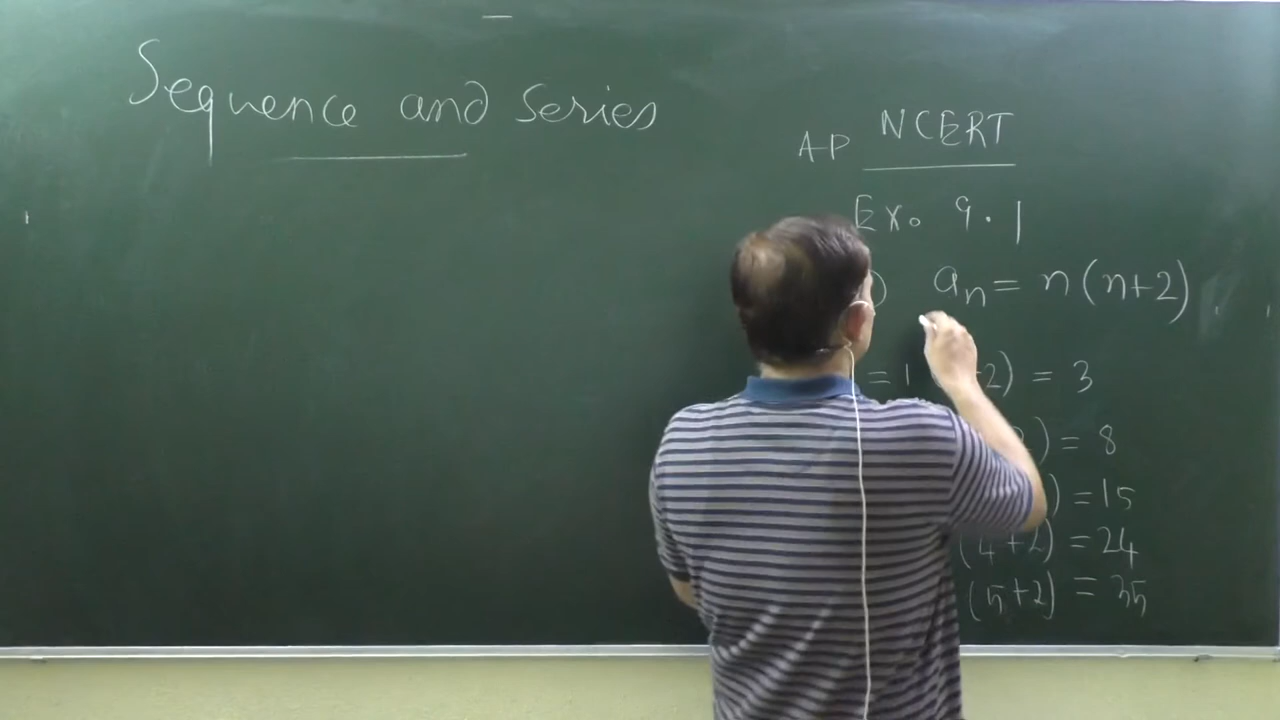 Sequence and Series
AP NCERT
Ex. 9.1
) an = n(n+2)
= 1 2) = 3
) = 8
) = 15
(4+2) = 24
(5+2) = 35